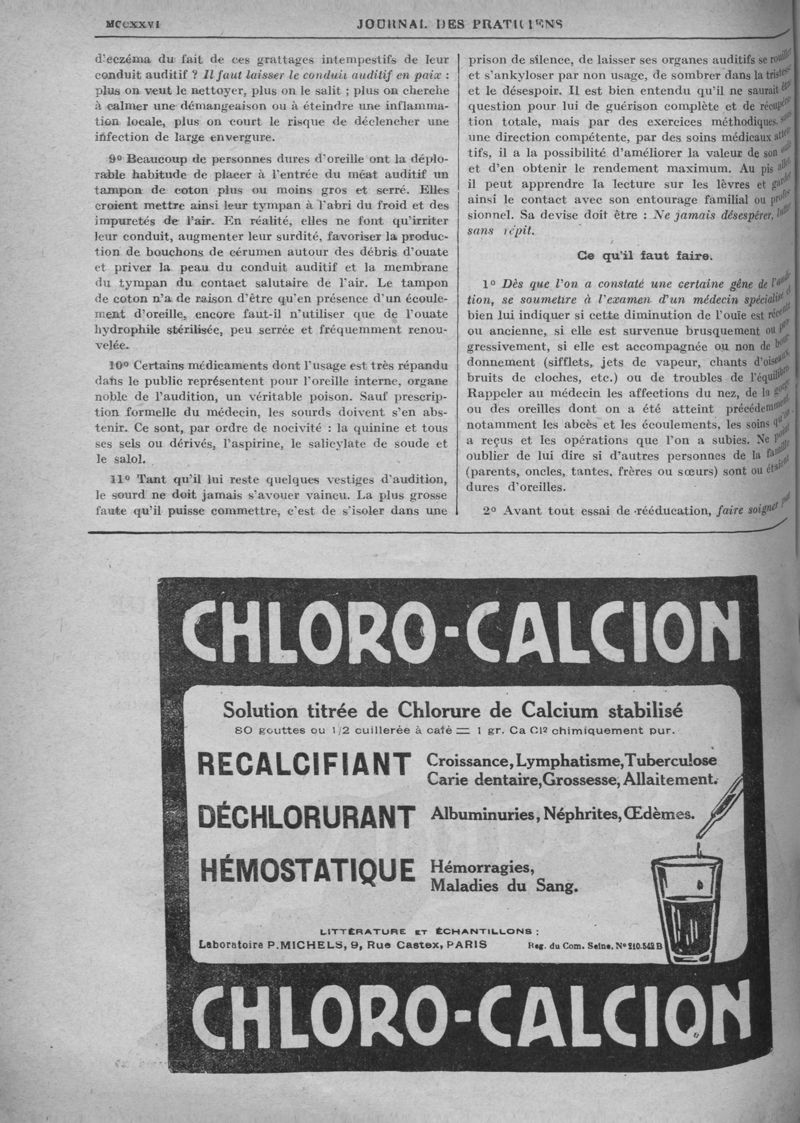 MCCXXVI
JOURNAL DES PRATICIENS
d'eczéma du fait de ces grattages intempestifs de leur
conduit auditif ? Il faut laisser le conduit auditif en paix :
plus on veut le nettoyer, plus on le salit ; plus on cherche
à calmer une démangeaison ou à éteindre une inflamma-
tion locale, plus on court le risque de déclencher une
infection de large envergure.
9º Beaucoup de personnes dures d'oreille ont la déplo-
rable habitude de placer à l'entrée du méat auditif un
tampon de coton plus ou moins gros et serré. Elles
croient mettre ainsi leur tympan à l'abri du froid et des
impuretés de l'air. En réalité, elles ne font qu'irriter
leur conduit, augmenter leur surdité, favoriser la produc-
tion de bouchons de cérumen autour des débris d'ouate
et priver la peau du conduit auditif et la membrane
du tympan du contact salutaire de l'air. Le tampon
de coton n'a de raison d'être qu'en présence d'un écoule-
ment d'oreille, encore faut-il n'utiliser que de l'ouate
hydrophile stérilisée, peu serrée et fréquemment renou-
velée.
10º Certains médicaments dont l'usage est très répandu
dans le public représentent pour l'oreille interne, organe
noble de l'audition, un véritable poison. Sauf prescrip-
tion formelle du médecin, les sourds doivent s'en abs-
tenir. Ce sont, par ordre de nocivité : la quinine et tous
ses sels ou dérivés, l'aspirine, le salicylate de soude et
le salol.
11º Tant qu'il lui reste quelques vestiges d'audition,
le sourd ne doit jamais s'avouer vaincu. La plus grosse
faute qu'il puisse commettre, c'est de s'isoler dans une
prison de silence, de laisser ses organes auditifs se rouiller
et s'ankyloser par non usage, de sombrer dans la tristesse
et le désespoir. Il est bien entendu qu'il ne saurait être
question pour lui de guérison complète et de récupéra-
tion totale, mais par des exercices méthodiques, sous
une direction compétente, par des soins médicaux atten-
tifs, il a la possibilité d'améliorer la valeur de son ouïe
et d'en obtenir le rendement maximum. Au pis aller
il peut apprendre la lecture sur les lèvres et garder
ainsi le contact avec son entourage familial ou profes-
sionnel. Sa devise doit être : Ne jamais désespérer, lutter
sans répit.
Ce qu'il faut faire.
1º Dès que l'on a constaté une certaine gêne de l'audi-
tion, se soumettre à l'examen d'un médecin spécialisé ;
bien lui indiquer si cette diminution de l'ouïe est récente
ou ancienne, si elle est survenue brusquement ou pro-
gressivement, si elle est accompagnée ou non de bour-
donnement (sifflets, jets de vapeur, chants d'oiseaux,
bruits de cloches, etc.) ou de troubles de l'équilibre.
Rappeler au médecin les affections du nez, de la gorge
ou des oreilles dont on a été atteint précédemment,
notamment les abcès et les écoulements, les soins qu'on
a reçus et les opérations que l'on a subies. Ne pas
oublier de lui dire si d'autres personnes de la famille
(parents, oncles, tantes, frères ou sœurs) sont ou étaient
dures d'oreilles.
2º Avant tout essai de rééducation, faire soigner
CHLORO-CALCION
Solution titrée de Chlorure de Calcium stabilisé
80 gouttes ou 1/2 cuillerée à café = 1 gr. Ca Cl² chimiquement pur.
RECALCIFIANT Croissance, Lymphatisme, Tuberculose
Carie dentaire, Grossesse, Allaitement.
DÉCHLORURANT Albuminuries, Néphrites, Œdèmes.
HÉMOSTATIQUE Hémorragies,
Maladies du Sang.
LITTÉRATURE ET ÉCHANTILLONS :
Laboratoire P. MICHELS, 9, Rue Castex, PARIS Reg. du Com. Seine, Nº 210.542 B
CHLORO-CALCION